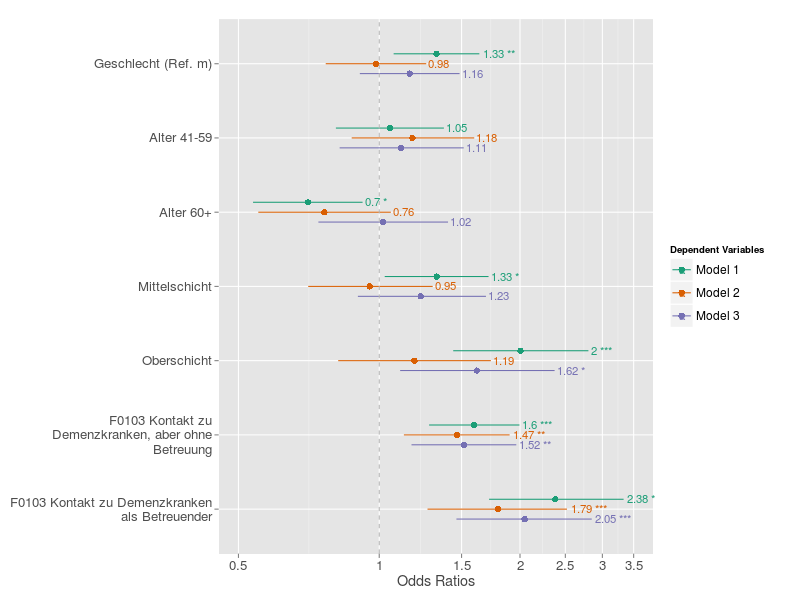 Geschlecht (Ref. m)
1.33 **
0.98
1.16
Alter 41-59
1.05
1.18
1.11
Alter 60+
0.7 *
0.76
1.02
Mittelschicht
1.33 *
0.95
1.23
Oberschicht
2 ***
1.19
1.62 *
F0103 Kontakt zu
Demenzkranken, aber ohne
Betreuung
1.6 ***
1.47 **
1.52 **
F0103 Kontakt zu Demenzkranken
als Betreuender
2.38 *
1.79 ***
2.05 ***
0.5
1
1.5
2
2.5
3
3.5
Odds Ratios
Dependent Variables
Model 1
Model 2
Model 3